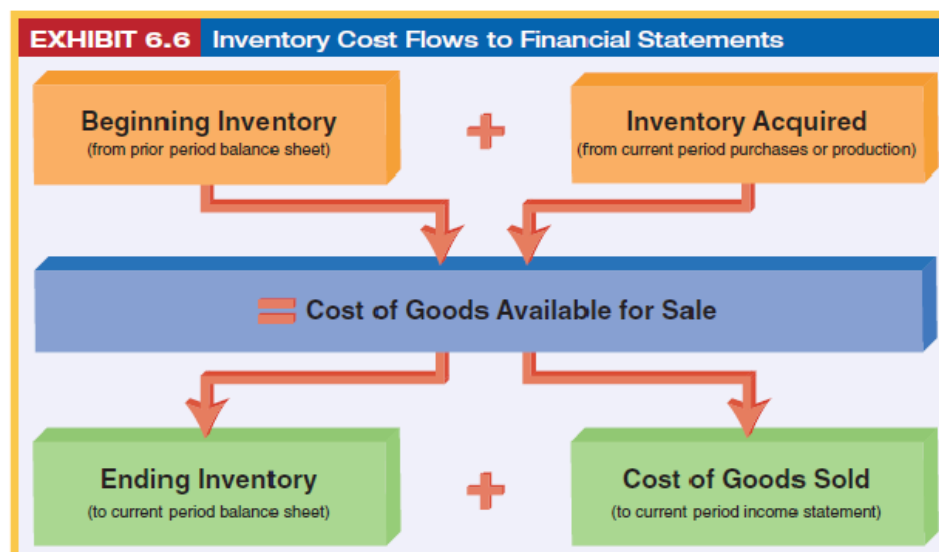 EXHIBIT 6.6 Inventory Cost Flows to Financial Statements
Beginning Inventory
(from prior period balance sheet)
+
Inventory Acquired
(from current period purchases or production)
= Cost of Goods Available for Sale
Ending Inventory
(to current period balance sheet)
+
Cost of Goods Sold
(to current period income statement)